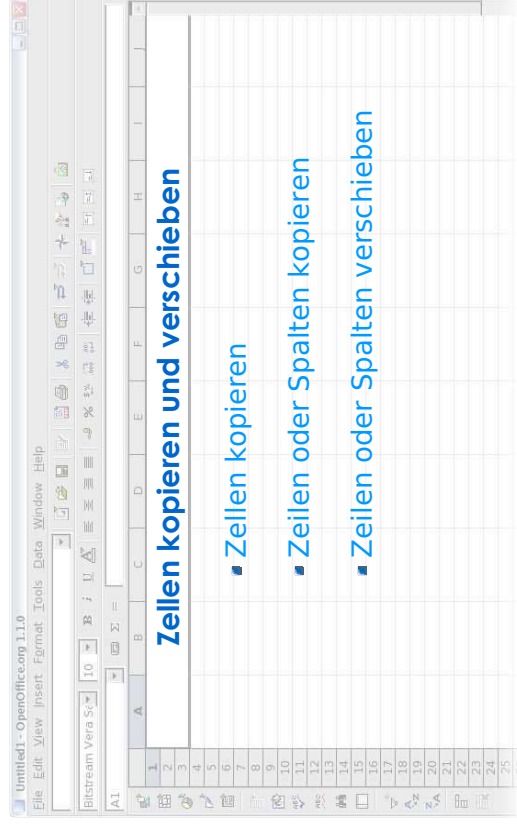 Untitled1 - OpenOffice.org 1.1.0
File Edit View Insert Format Tools Data Window Help
Bitstream Vera Sa 10 B i U A
A1 Σ =
A B C D E F G H I J
Zellen kopieren und verschieben
Zellen kopieren
Zeilen oder Spalten kopieren
Zeilen oder Spalten verschieben
1
2
3
4
5
6
7
8
9
10
11
12
13
14
15
16
17
18
19
20
21
22
23
24
25